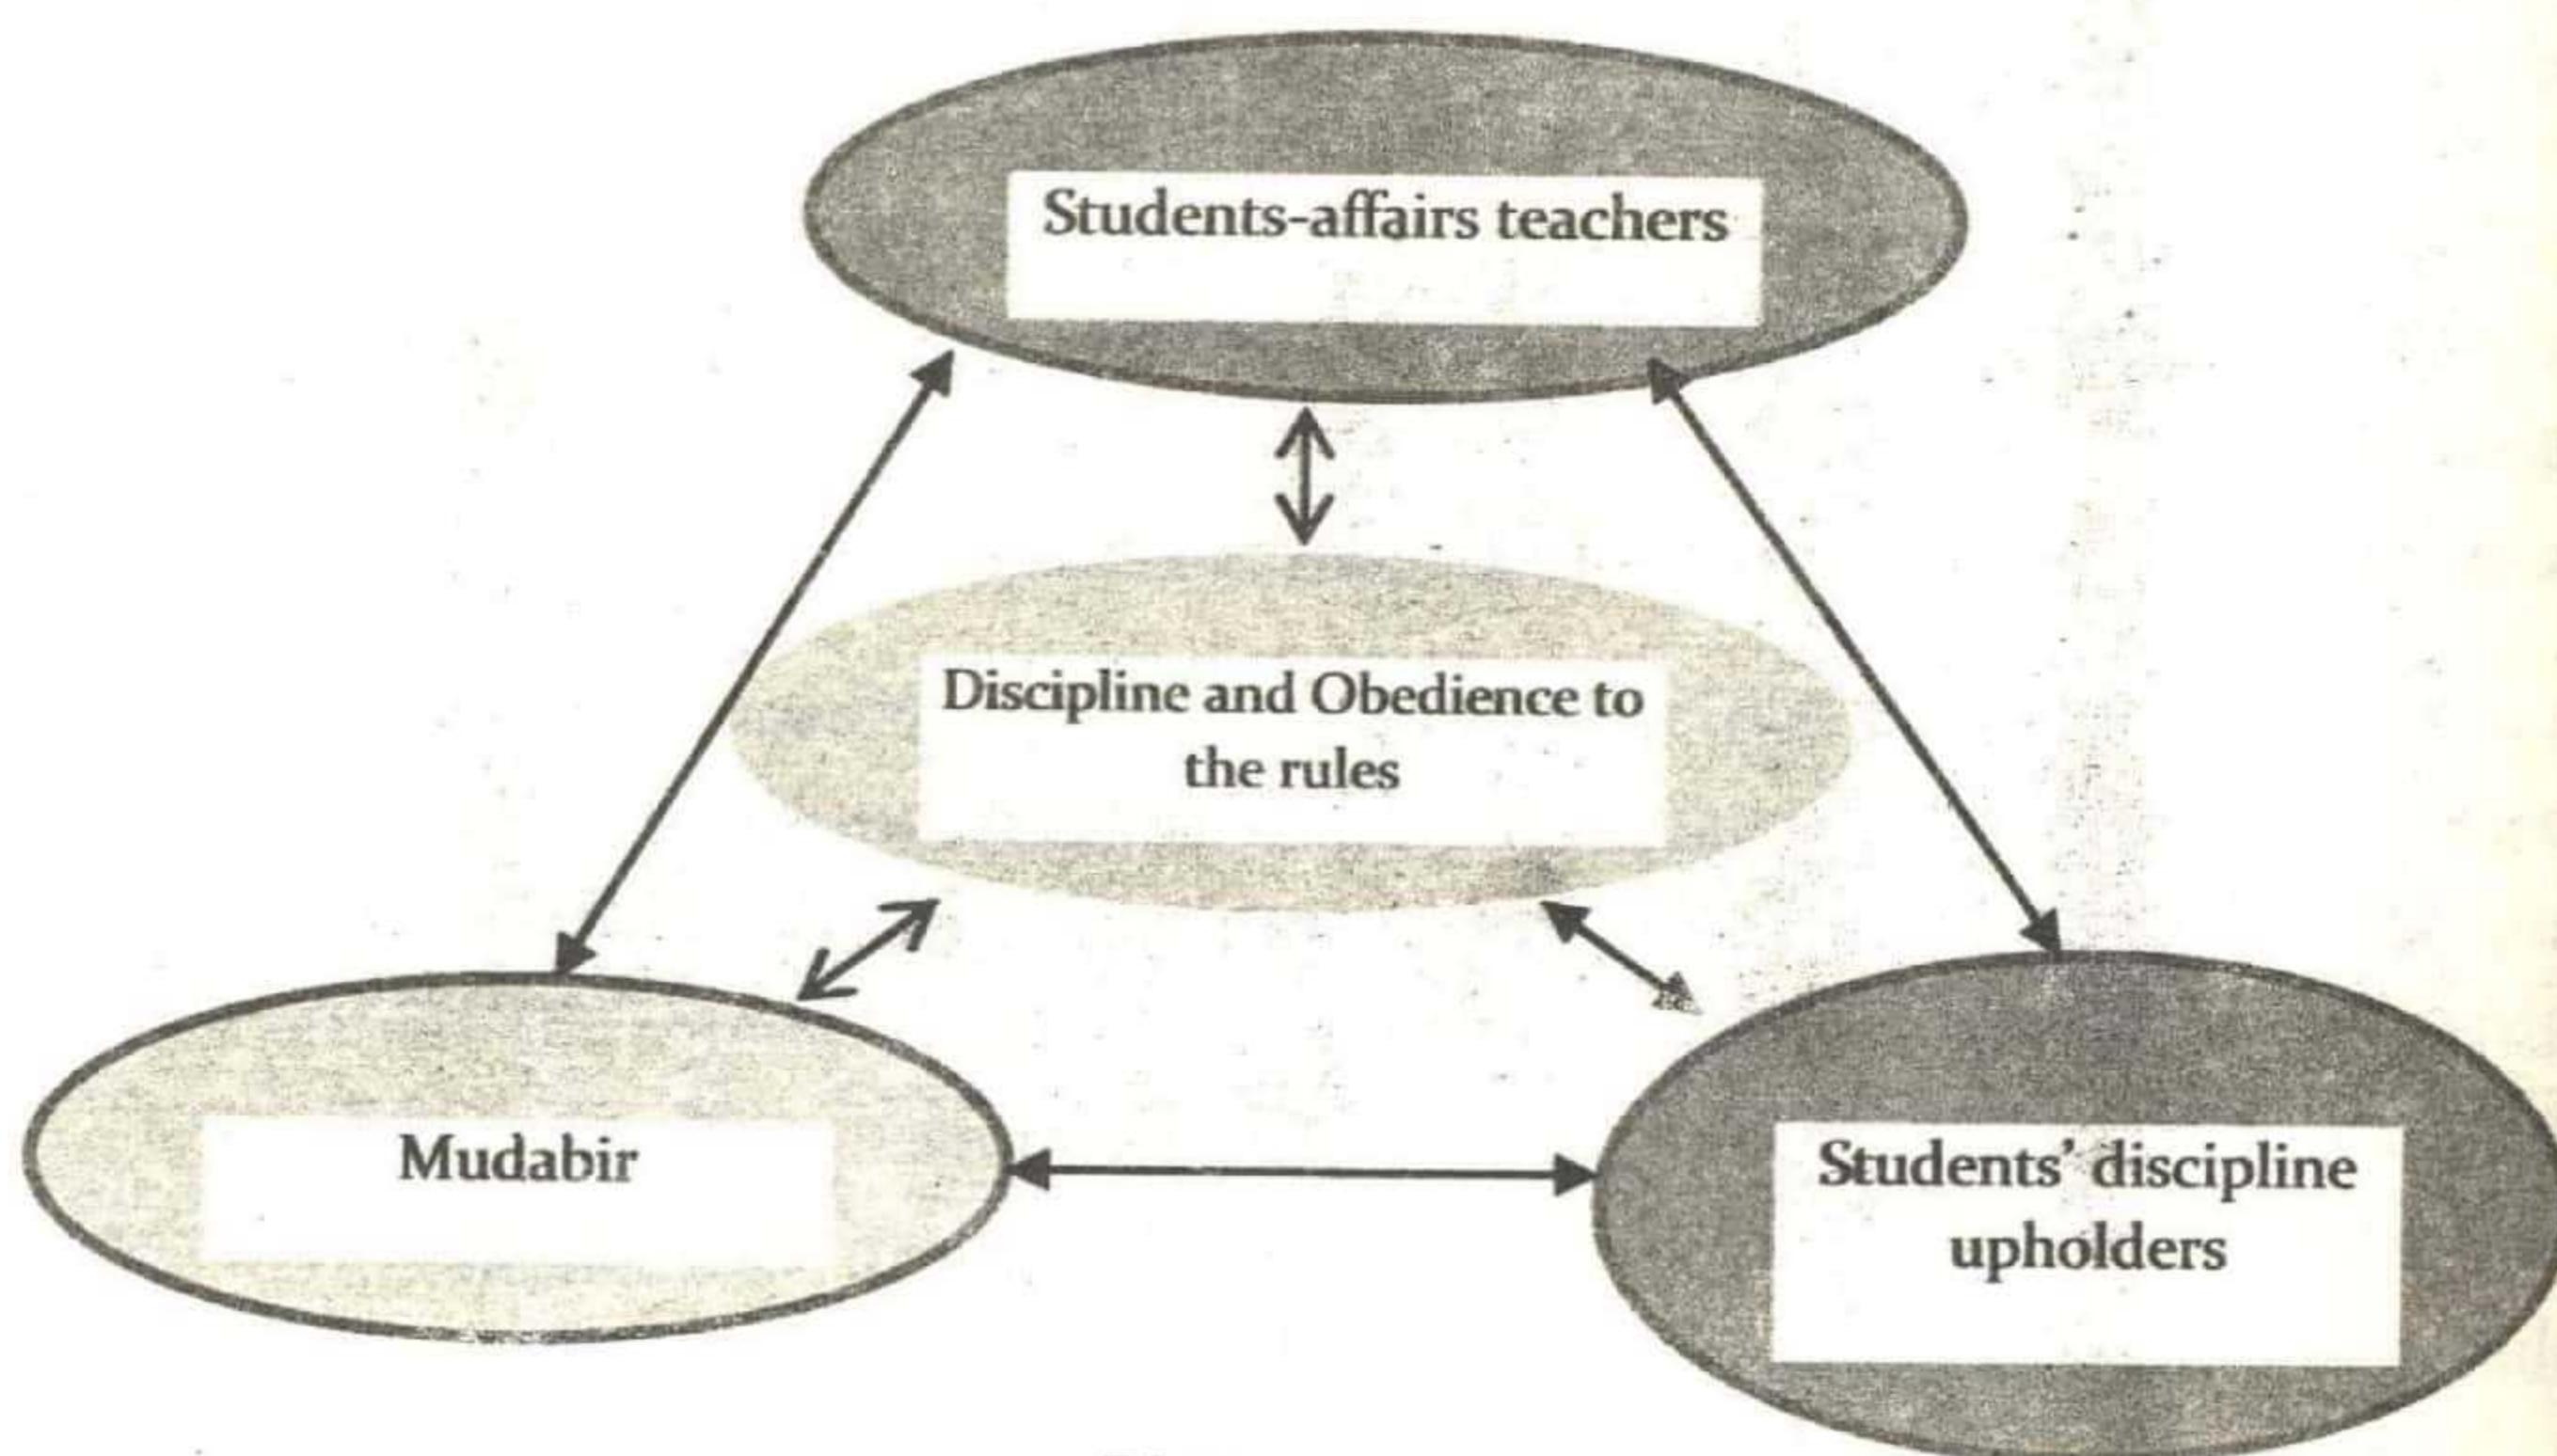 Students-affairs teachers
Discipline and Obedience to
the rules
Mudabir
Students' discipline
upholders